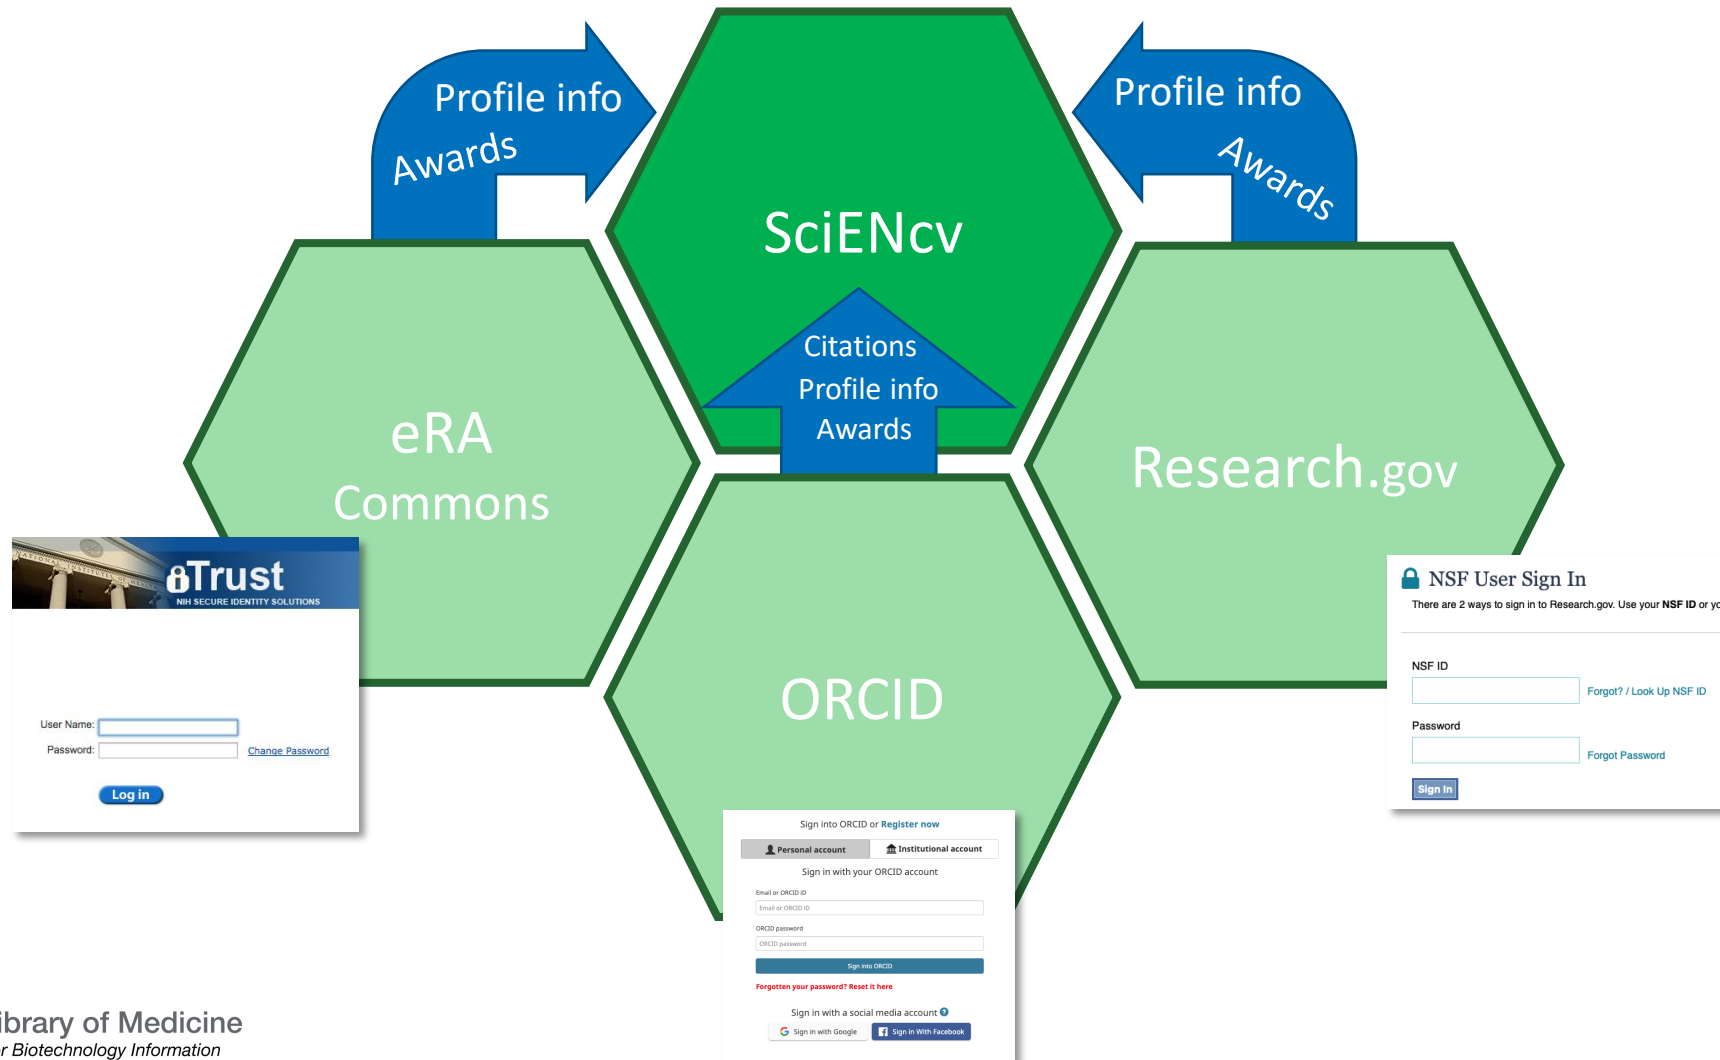 Profile info
Awards
Profile info
Awards
SciENcv
Citations
Profile info
Awards
eRA
Commons
Research.gov
ORCID
NATIONAL INSTITUTES OF HEALTH
iTrust
NIH SECURE IDENTITY SOLUTIONS
User Name:
Password:
Change Password
Log in
NSF User Sign In
There are 2 ways to sign in to Research.gov. Use your NSF ID or yo
NSF ID
Forgot? / Look Up NSF ID
Password
Forgot Password
Sign In
Sign into ORCID or Register now
Personal account
Institutional account
Sign in with your ORCID account
Email or ORCID iD
Email or ORCID iD
ORCID password
ORCID password
Sign into ORCID
Forgotten your password? Reset it here
Sign in with a social media account ?
Sign in with Google
Sign in With Facebook
ibrary of Medicine
r Biotechnology Information